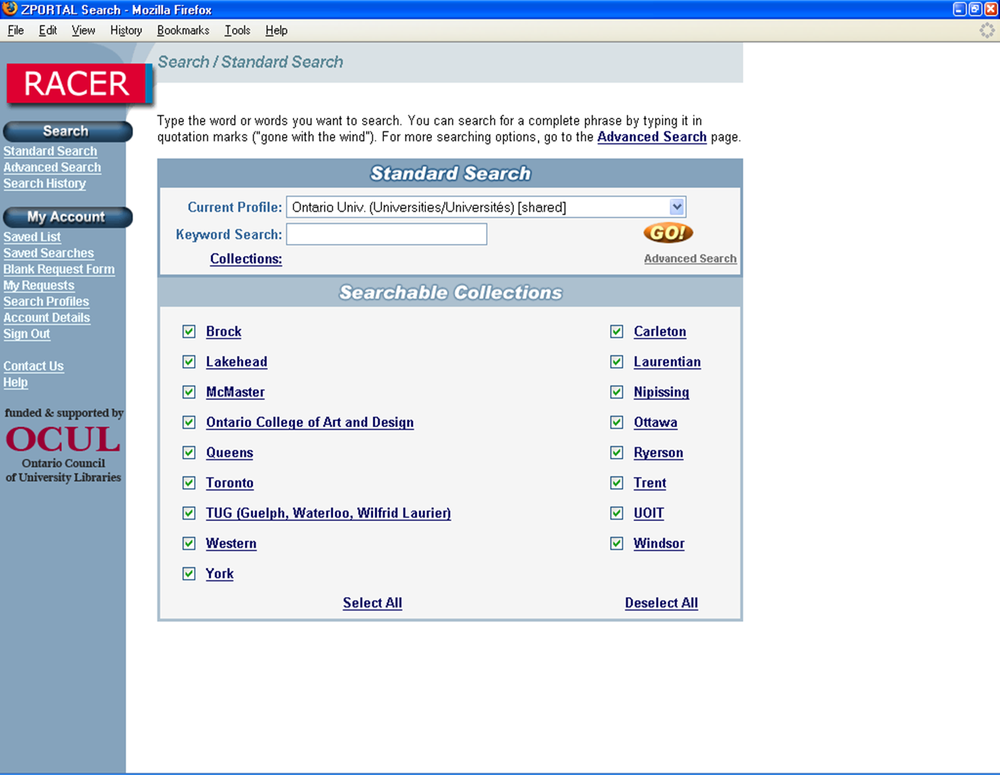 ZPORTAL Search - Mozilla Firefox
File Edit View History Bookmarks Tools Help
Search / Standard Search
RACER
Type the word or words you want to search. You can search for a complete phrase by typing it in
quotation marks ("gone with the wind"). For more searching options, go to the Advanced Search page.
Search
Standard Search
Advanced Search
Search History
My Account
Saved List
Saved Searches
Blank Request Form
My Requests
Search Profiles
Account Details
Sign Out
Contact Us
Help
funded & supported by
OCUL
Ontario Council
of University Libraries
Standard Search
Current Profile: Ontario Univ. (Universities/Universités) [shared]
Keyword Search: GO!
Collections: Advanced Search
Searchable Collections
Brock Carleton
Lakehead Laurentian
McMaster Nipissing
Ontario College of Art and Design Ottawa
Queens Ryerson
Toronto Trent
TUG (Guelph, Waterloo, Wilfrid Laurier) UOIT
Western Windsor
York
Select All Deselect All